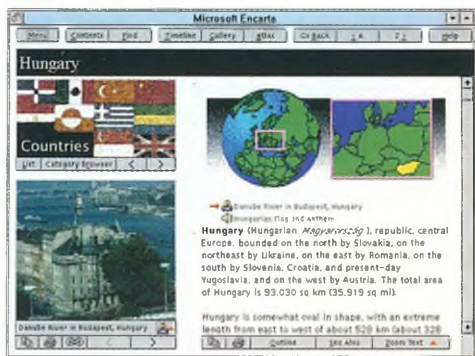 Microsoft Encarta
Menu Contents Find Timeline Gallery Atlas Go Back Help
Hungary
Countries
List Category Browser < >
Danube River in Budapest, Hungary
Hungarian Flag and Anthem
Hungary (Hungarian Magyarország), republic, central
Europe, bounded on the north by Slovakia, on the
northeast by Ukraine, on the east by Romania, on the
south by Slovenia, Croatia, and present-day
Yugoslavia, and on the west by Austria. The total area
of Hungary is 93,030 sq km (35,919 sq mi).
Hungary is somewhat oval in shape, with an extreme
length from east to west of about 528 km (about 328
Danube River in Budapest, Hungary
Outline See Also Zoom Text